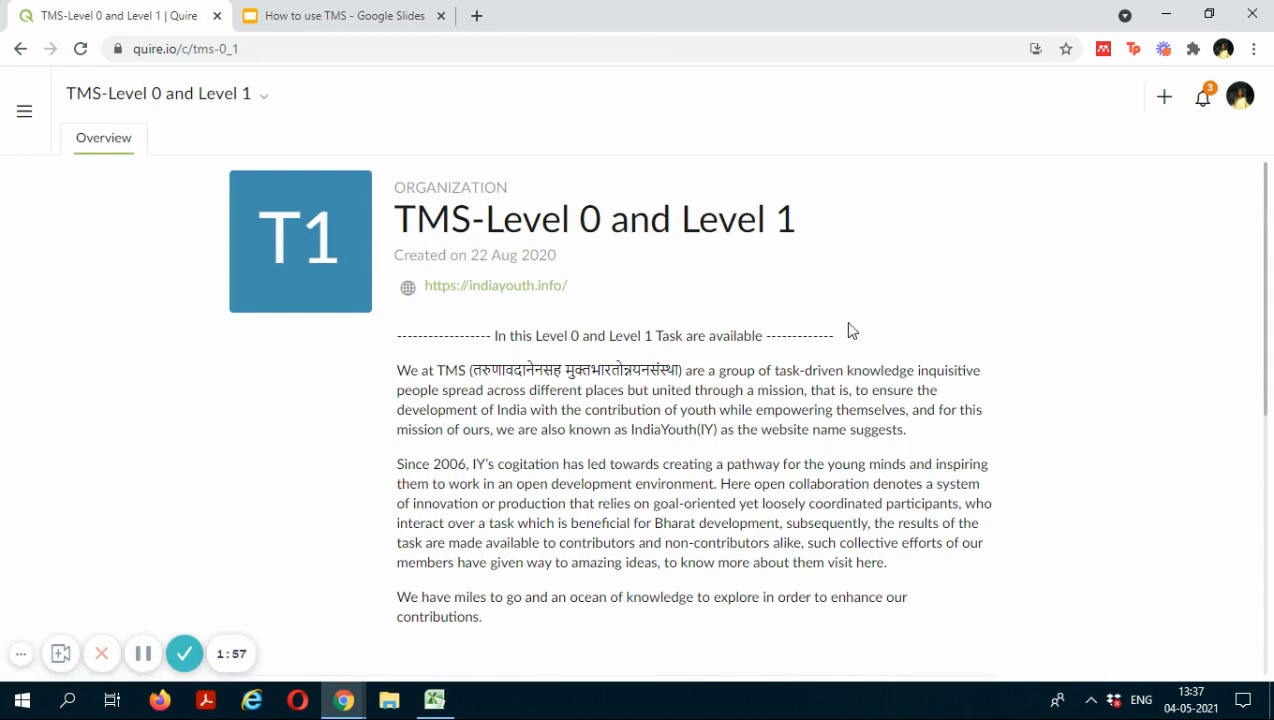 TMS-Level 0 and Level 1 | Quire
How to use TMS - Google Slides
quire.io/c/tms-0_1
TMS-Level 0 and Level 1
3
Overview
T1
ORGANIZATION
TMS-Level 0 and Level 1
Created on 22 Aug 2020
https://indiayouth.info/
------------------ In this Level 0 and Level 1 Task are available -------------
We at TMS (तरुणावदानेनसह मुक्तभारतोन्नयनसंस्था) are a group of task-driven knowledge inquisitive
people spread across different places but united through a mission, that is, to ensure the
development of India with the contribution of youth while empowering themselves, and for this
mission of ours, we are also known as IndiaYouth(IY) as the website name suggests.
Since 2006, IY's cogitation has led towards creating a pathway for the young minds and inspiring
them to work in an open development environment. Here open collaboration denotes a system
of innovation or production that relies on goal-oriented yet loosely coordinated participants, who
interact over a task which is beneficial for Bharat development, subsequently, the results of the
task are made available to contributors and non-contributors alike, such collective efforts of our
members have given way to amazing ideas, to know more about them visit here.
We have miles to go and an ocean of knowledge to explore in order to enhance our
contributions.
1:57
ENG
13:37
04-05-2021